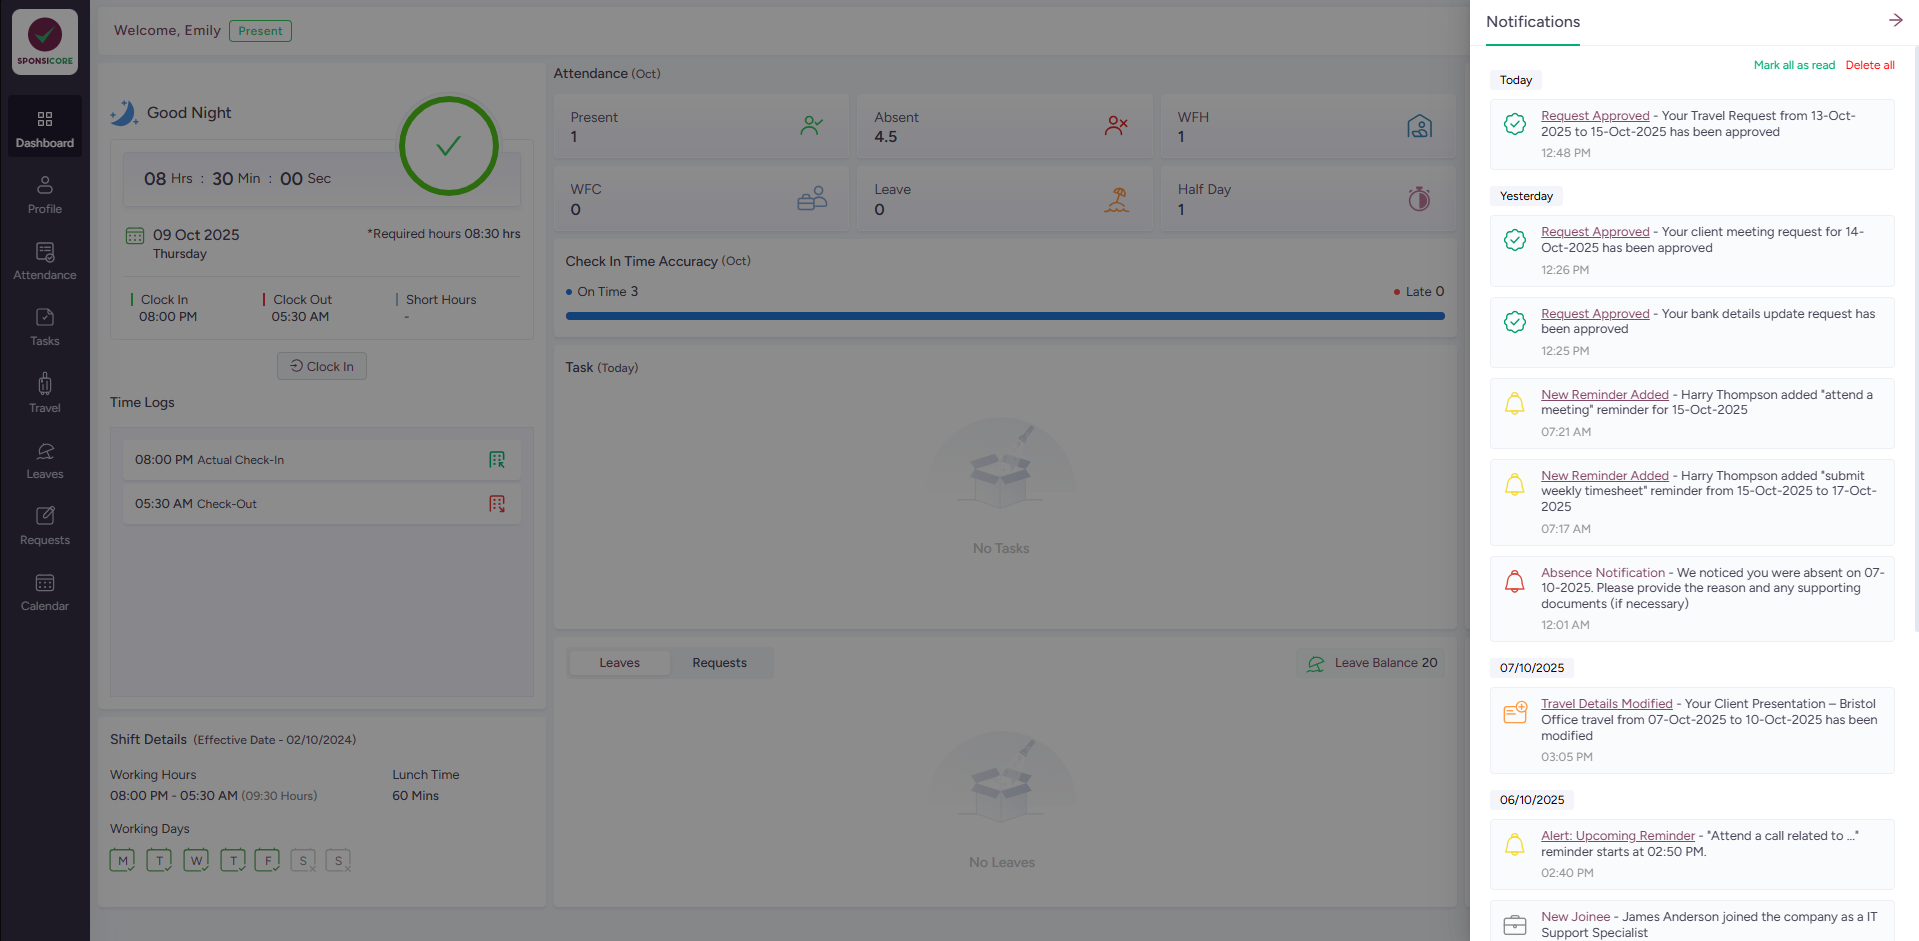 SPONSICORE
Dashboard
Profile
Attendance
Tasks
Travel
Leaves
Requests
Calendar
Welcome, Emily Present
Good Night
08 Hrs : 30 Min : 00 Sec
09 Oct 2025
Thursday
*Required hours 08:30 hrs
Clock In
08:00 PM
Clock Out
05:30 AM
Short Hours
-
Clock In
Time Logs
08:00 PM Actual Check-In
05:30 AM Check-Out
Shift Details (Effective Date - 02/10/2024)
Working Hours
08:00 PM - 05:30 AM (09:30 Hours)
Lunch Time
60 Mins
Working Days
M T W T F S S
Attendance (Oct)
Present
1
Absent
4.5
WFH
1
WFC
0
Leave
0
Half Day
1
Check In Time Accuracy (Oct)
On Time 3
Late 0
Task (Today)
No Tasks
Leaves
Requests
Leave Balance 20
No Leaves
Notifications
Mark all as read Delete all
Today
Request Approved - Your Travel Request from 13-Oct-
2025 to 15-Oct-2025 has been approved
12:48 PM
Yesterday
Request Approved - Your client meeting request for 14-
Oct-2025 has been approved
12:26 PM
Request Approved - Your bank details update request has
been approved
12:25 PM
New Reminder Added - Harry Thompson added "attend a
meeting" reminder for 15-Oct-2025
07:21 AM
New Reminder Added - Harry Thompson added "submit
weekly timesheet" reminder from 15-Oct-2025 to 17-Oct-
2025
07:17 AM
Absence Notification - We noticed you were absent on 07-
10-2025. Please provide the reason and any supporting
documents (if necessary)
12:01 AM
07/10/2025
Travel Details Modified - Your Client Presentation – Bristol
Office travel from 07-Oct-2025 to 10-Oct-2025 has been
modified
03:05 PM
06/10/2025
Alert: Upcoming Reminder - "Attend a call related to ..."
reminder starts at 02:50 PM.
02:40 PM
New Joinee - James Anderson joined the company as a IT
Support Specialist